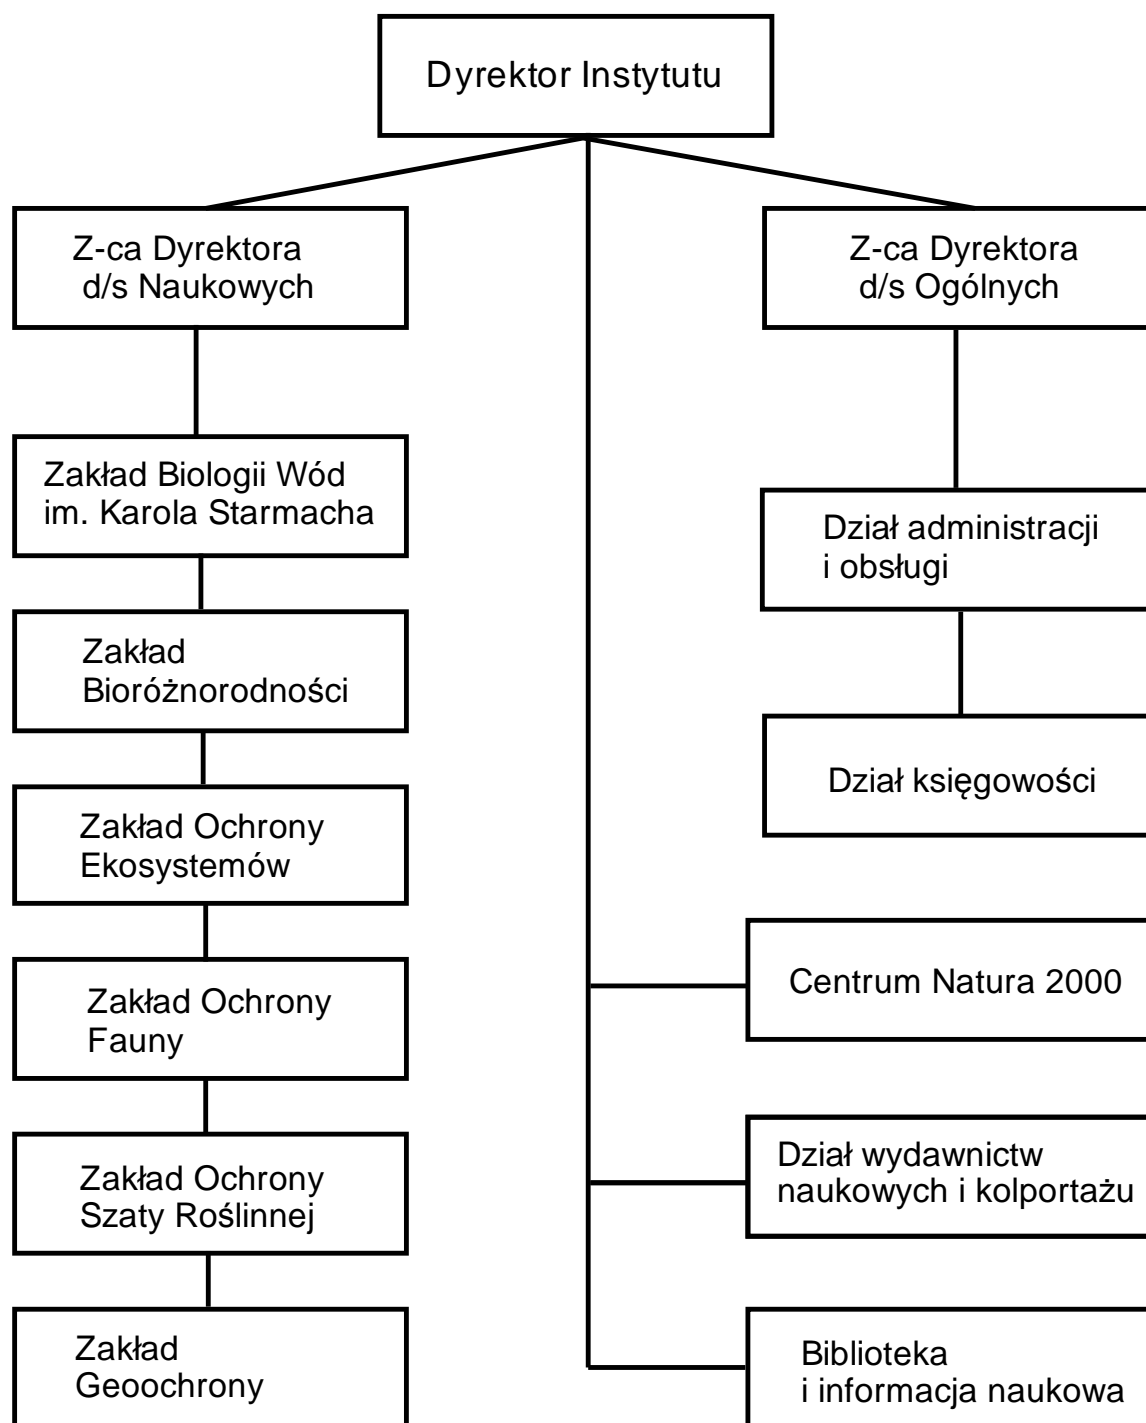 Dyrektor Instytutu
Z-ca Dyrektora
d/s Naukowych
Z-ca Dyrektora
d/s Ogólnych
Zakład Biologii Wód
im. Karola Starmacha
Zakład
Bioróżnorodności
Zakład Ochrony
Ekosystemów
Zakład Ochrony
Fauny
Zakład Ochrony
Szaty Roślinnej
Zakład
Geoochrony
Dział administracji
i obsługi
Dział księgowości
Centrum Natura 2000
Dział wydawnictw
naukowych i kolportażu
Biblioteka
i informacja naukowa